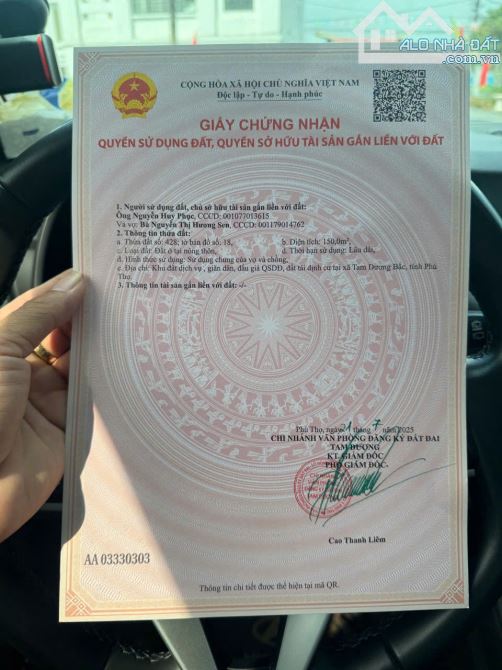 ALO NHÀ ĐẤT
.com.vn
CỘNG HÒA XÃ HỘI CHỦ NGHĨA VIỆT NAM
Độc lập - Tự do - Hạnh phúc
GIẤY CHỨNG NHẬN
QUYỀN SỬ DỤNG ĐẤT, QUYỀN SỞ HỮU TÀI SẢN GẮN LIỀN VỚI ĐẤT
1. Người sử dụng đất, chủ sở hữu tài sản gắn liền với đất:
Ông Nguyễn Huy Phục, CCCD: 001077013615
Và vợ: Bà Nguyễn Thị Hương Sen, CCCD: 001179014762
2. Thông tin thửa đất:
a. Thửa đất số: 428; tờ bản đồ số: 18, b. Diện tích: 150,0m²,
c. Loại đất: Đất ở tại nông thôn, d. Thời hạn sử dụng: Lâu dài,
đ. Hình thức sử dụng: Sử dụng chung của vợ và chồng,
e. Địa chỉ: Khu đất dịch vụ, giãn dân, đấu giá QSDĐ, đất tái định cư tại xã Tam Dương Bắc, tỉnh Phú
Thọ.
3. Thông tin tài sản gắn liền với đất: -/-
Phú Thọ, ngày 1 tháng 7 năm 2025
CHI NHÁNH VĂN PHÒNG ĐĂNG KÝ ĐẤT ĐAI
TAM DƯƠNG
KT. GIÁM ĐỐC
PHÓ GIÁM ĐỐC
Cao Thanh Liêm
AA 03330303
Thông tin chi tiết được thể hiện tại mã QR.